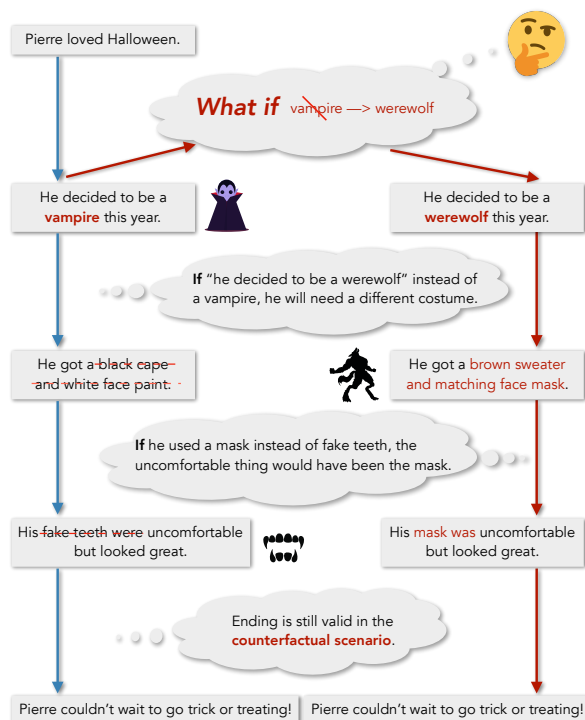 Pierre loved Halloween.
What if vampire —> werewolf
He decided to be a
vampire this year.
He decided to be a
werewolf this year.
If “he decided to be a werewolf” instead of
a vampire, he will need a different costume.
He got a black cape
and white face paint.
He got a brown sweater
and matching face mask.
If he used a mask instead of fake teeth, the
uncomfortable thing would have been the mask.
His fake teeth were uncomfortable
but looked great.
His mask was uncomfortable
but looked great.
Ending is still valid in the
counterfactual scenario.
Pierre couldn’t wait to go trick or treating!
Pierre couldn’t wait to go trick or treating!